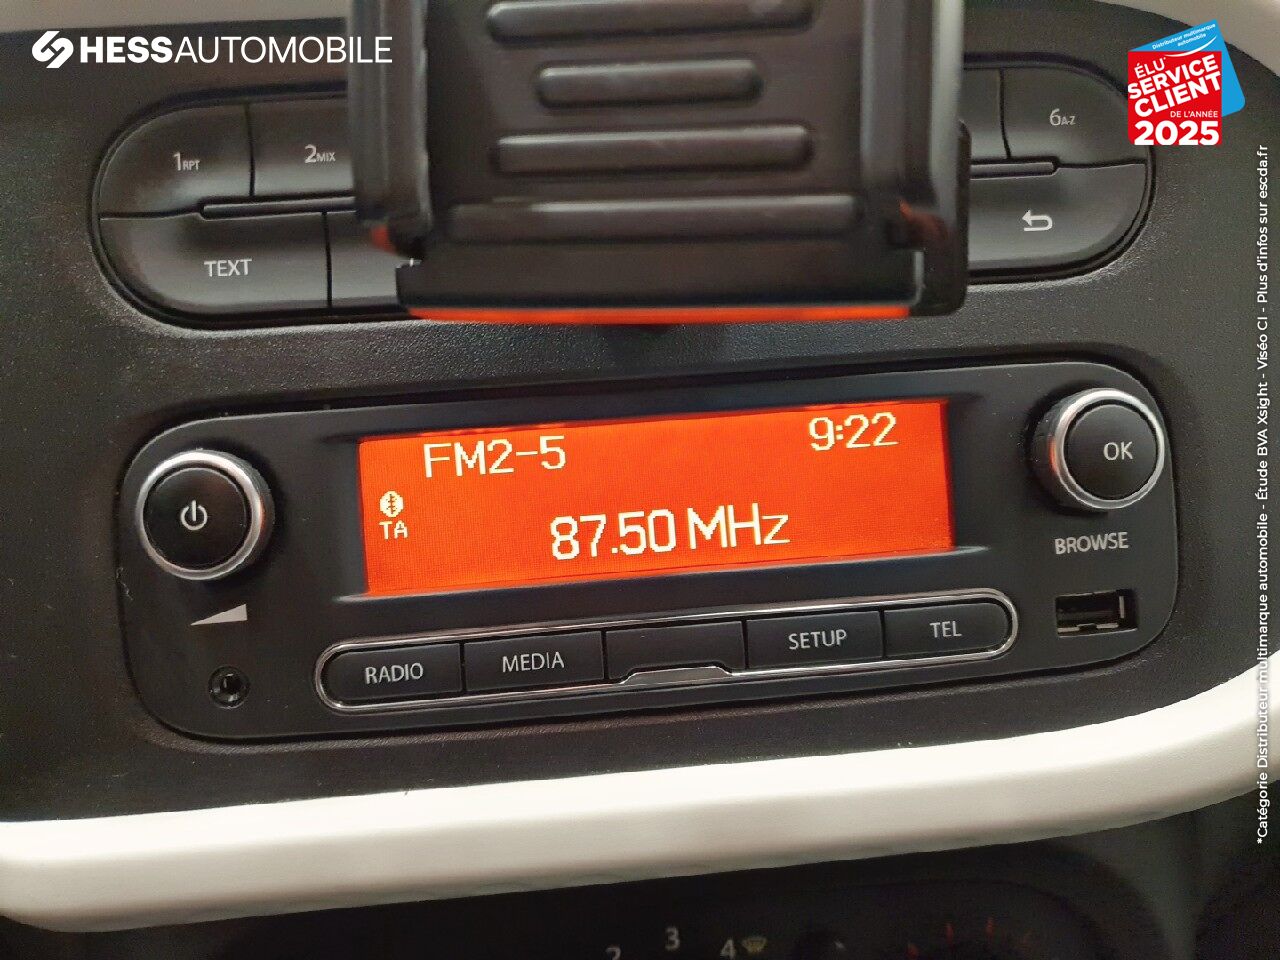 HESSAUTOMOBILE
Distributeur multimarque
automobile
ÉLU
SERVICE
CLIENT
DE L'ANNÉE
2025
1RPT
2MIX
6A-Z
TEXT
FM2-5
9:22
TA
87.50 MHz
OK
BROWSE
RADIO
MEDIA
SETUP
TEL
2
3
4
*Catégorie Distributeur multimarque automobile - Étude BVA Xsight - Viséo CI - Plus d'infos sur escda.fr